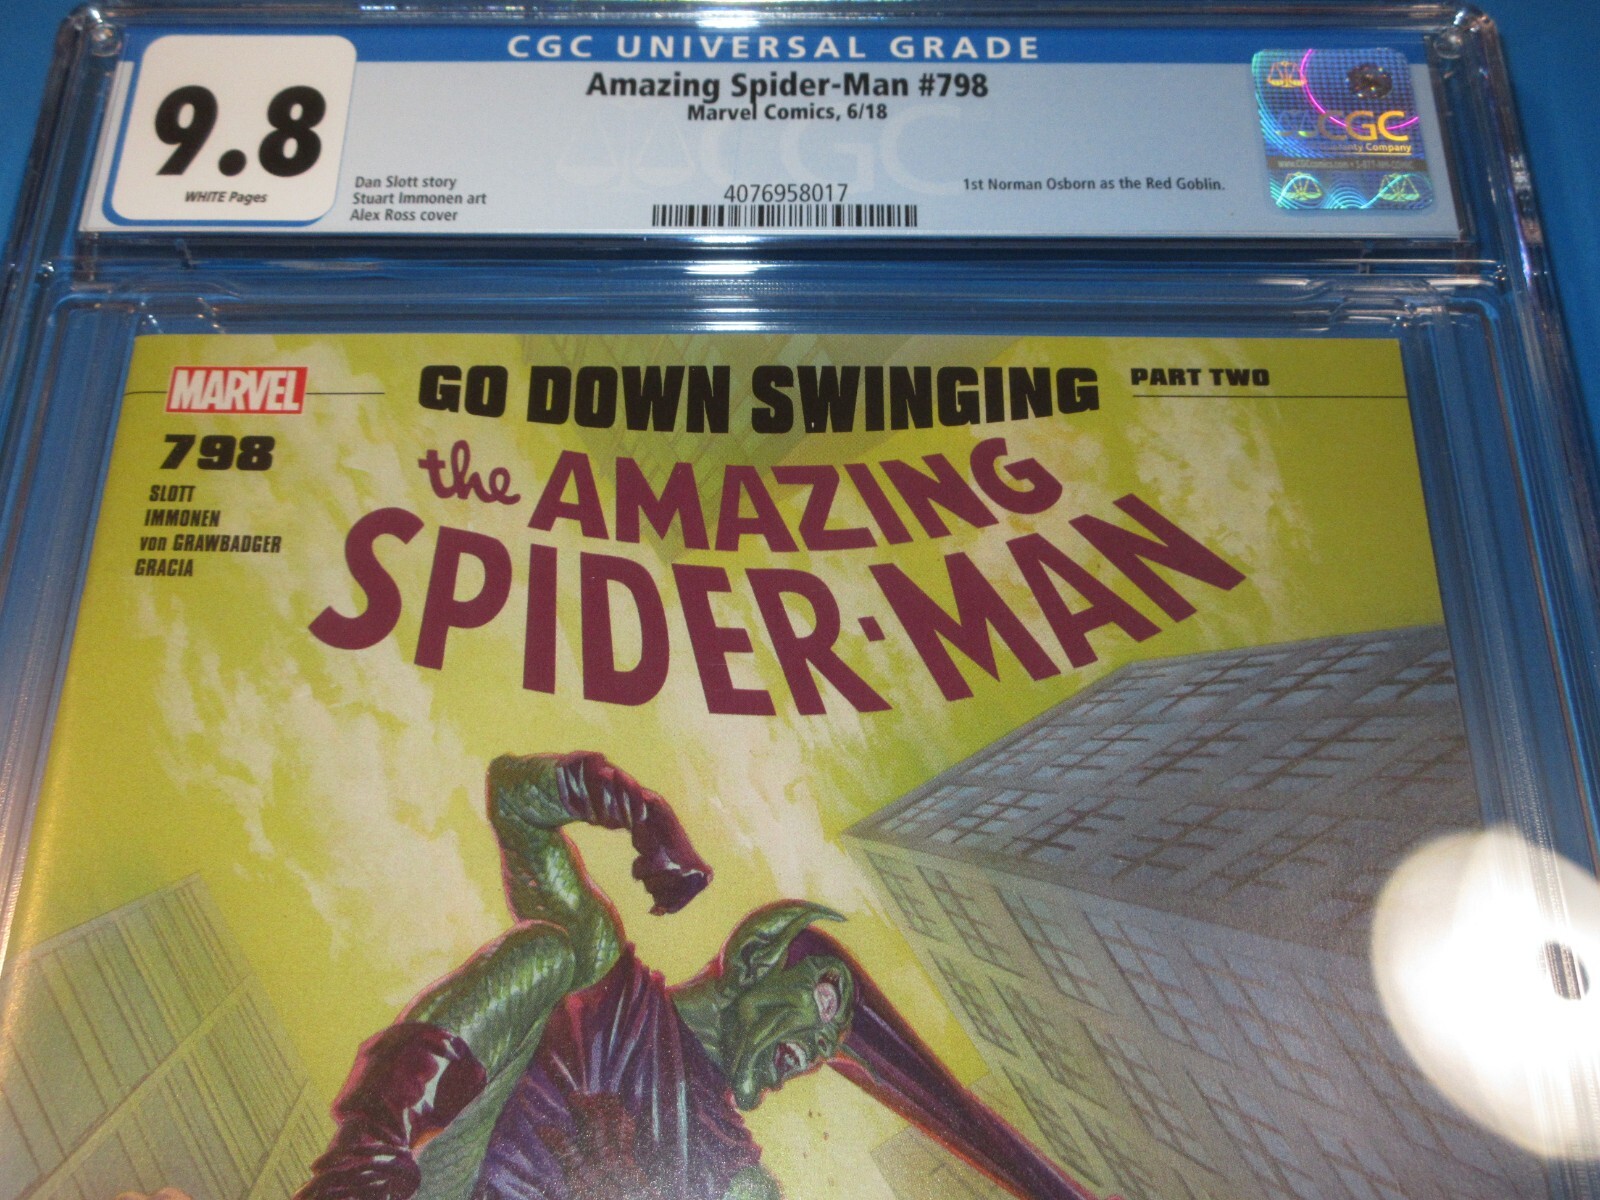 CGC UNIVERSAL GRADE
9.8
WHITE Pages
Amazing Spider-Man #798
Marvel Comics, 6/18
Dan Slott story
Stuart Immonen art
Alex Ross cover
4076958017
1st Norman Osborn as the Red Goblin.
CGC
CGC
MARVEL
GO DOWN SWINGING
PART TWO
798
the AMAZING
SPIDER-MAN
SLOTT
IMMONEN
von GRAWBADGER
GRACIA